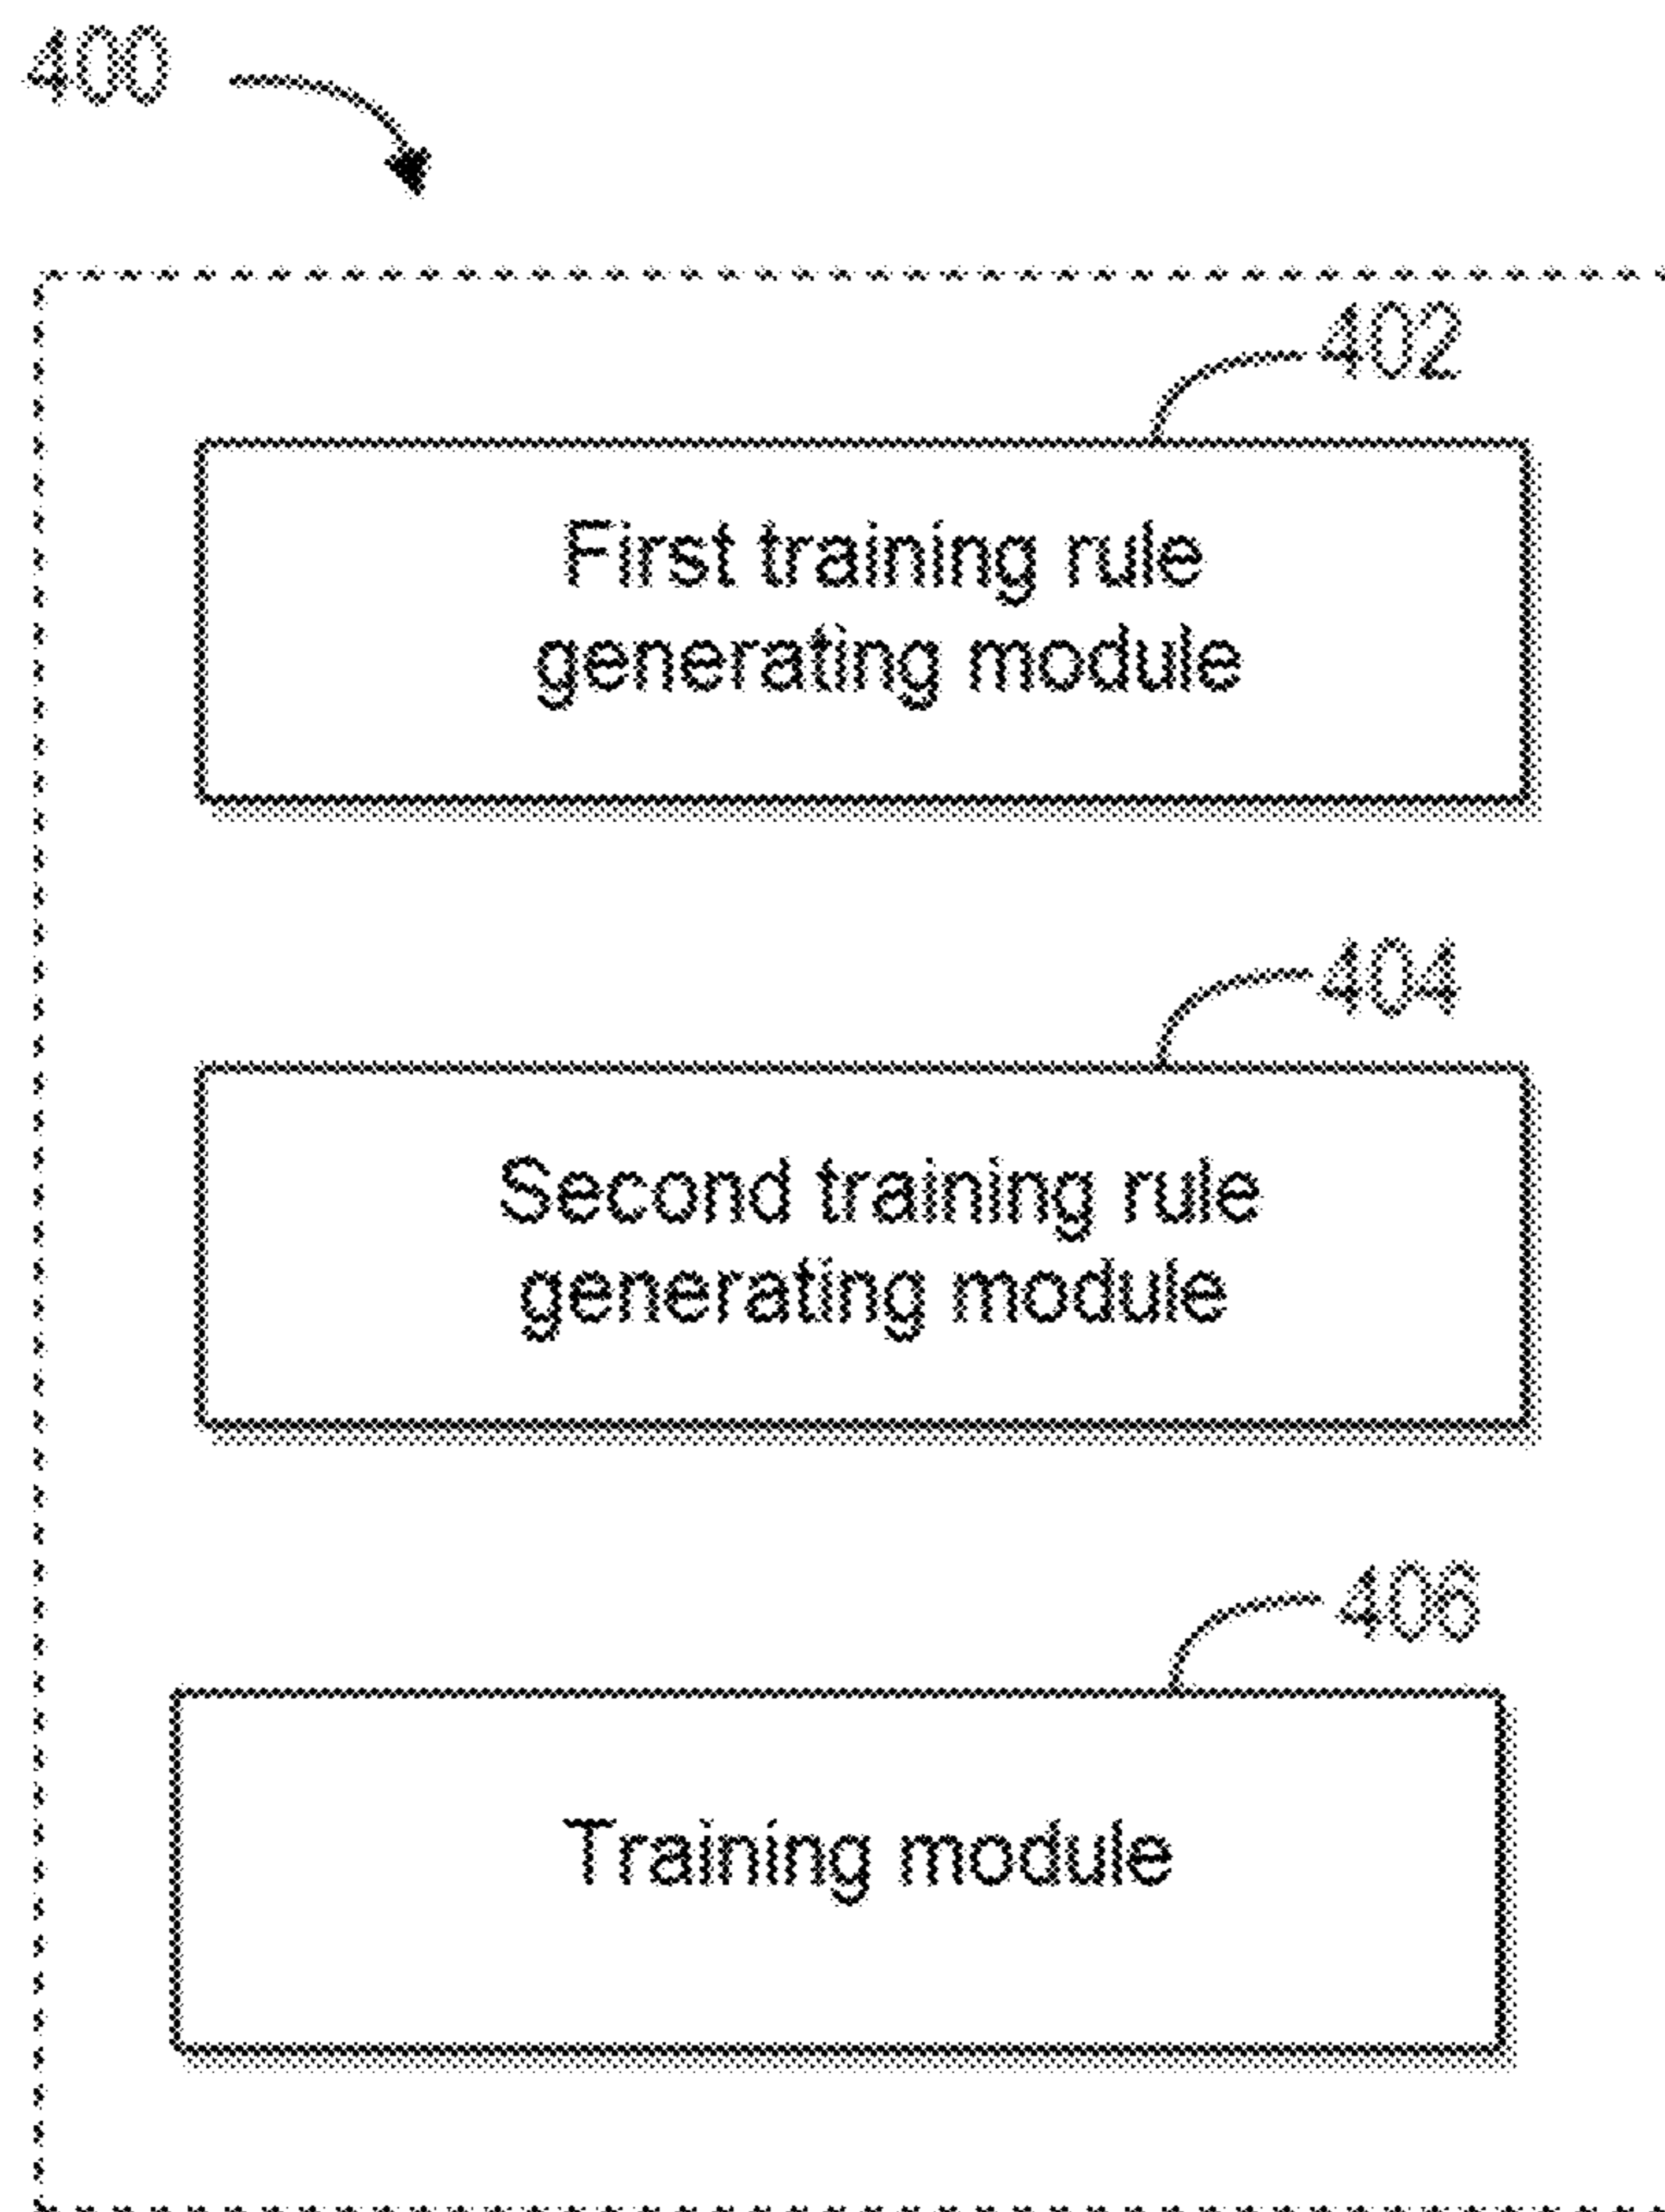 400
402
First training rule
generating module
404
Second training rule
generating module
406
Training module